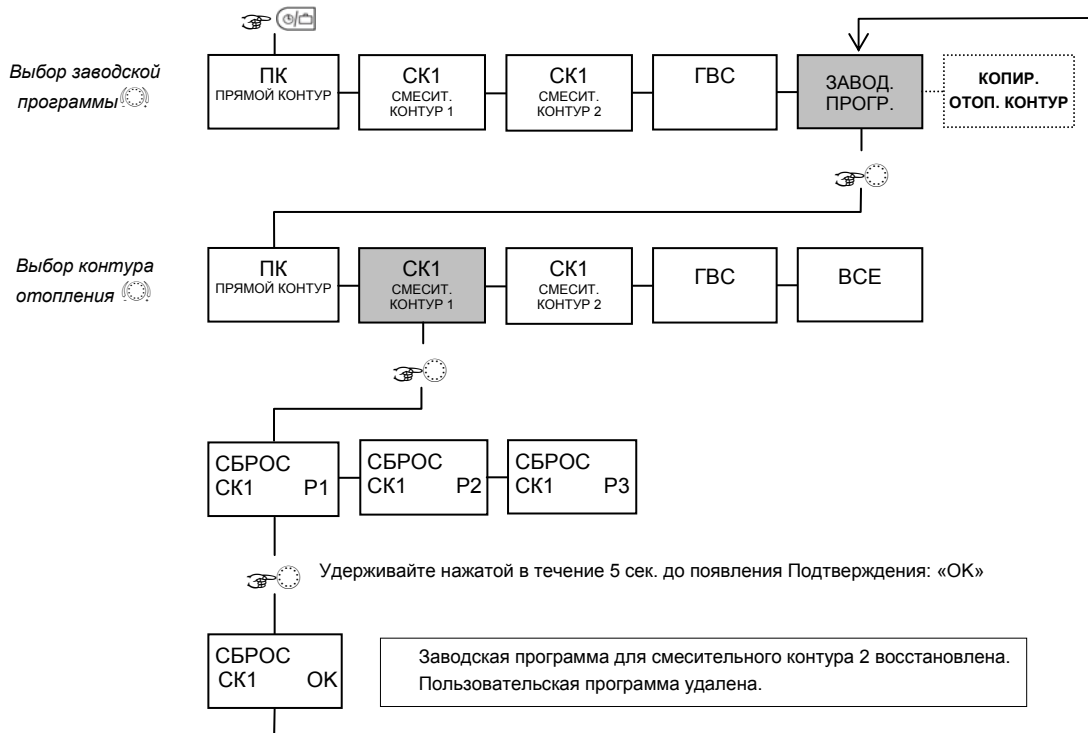 Выбор заводской
программы
ПК
ПРЯМОЙ КОНТУР
СК1
СМЕСИТ.
КОНТУР 1
СК1
СМЕСИТ.
КОНТУР 2
ГВС
ЗАВОД.
ПРОГР.
КОПИР.
ОТОП. КОНТУР
Выбор контура
отопления
ПК
ПРЯМОЙ КОНТУР
СК1
СМЕСИТ.
КОНТУР 1
СК1
СМЕСИТ.
КОНТУР 2
ГВС
ВСЕ
СБРОС
СК1 P1
СБРОС
СК1 P2
СБРОС
СК1 P3
Удерживайте нажатой в течение 5 сек. до появления Подтверждения: «OK»
СБРОС
СК1 OK
Заводская программа для смесительного контура 2 восстановлена.
Пользовательская программа удалена.